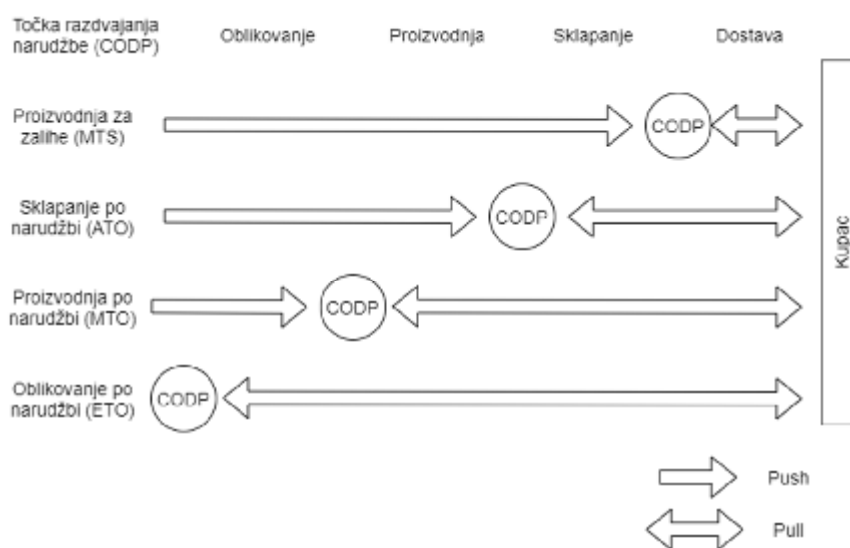 Točka razdvajanja
narudžbe (CODP)
Oblikovanje
Proizvodnja
Sklapanje
Dostava
Proizvodnja za
zalihe (MTS)
CODP
Sklapanje po
narudžbi (ATO)
CODP
Kupac
Proizvodnja po
narudžbi (MTO)
CODP
Oblikovanje po
narudžbi (ETO)
CODP
Push
Pull